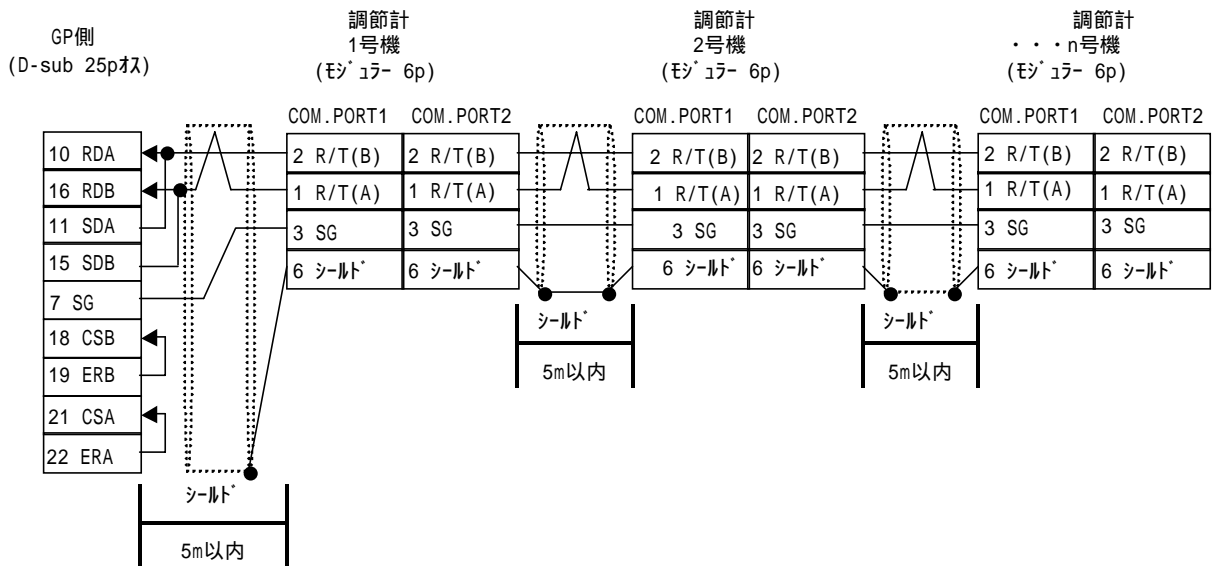 GP側
(D-sub 25pｵｽ)
調節計
1号機
(ﾓｼﾞｭﾗｰ 6p)
調節計
2号機
(ﾓｼﾞｭﾗｰ 6p)
調節計
・・・n号機
(ﾓｼﾞｭﾗｰ 6p)
COM.PORT1 COM.PORT2 COM.PORT1 COM.PORT2 COM.PORT1 COM.PORT2
10 RDA
16 RDB
11 SDA
15 SDB
7 SG
18 CSB
19 ERB
21 CSA
22 ERA
2 R/T(B) 2 R/T(B) 2 R/T(B) 2 R/T(B) 2 R/T(B) 2 R/T(B)
1 R/T(A) 1 R/T(A) 1 R/T(A) 1 R/T(A) 1 R/T(A) 1 R/T(A)
3 SG 3 SG 3 SG 3 SG 3 SG 3 SG
6 ｼｰﾙﾄﾞ 6 ｼｰﾙﾄﾞ 6 ｼｰﾙﾄﾞ 6 ｼｰﾙﾄﾞ 6 ｼｰﾙﾄﾞ 6 ｼｰﾙﾄﾞ
ｼｰﾙﾄﾞ ｼｰﾙﾄﾞ
5m以内 5m以内
ｼｰﾙﾄﾞ
5m以内